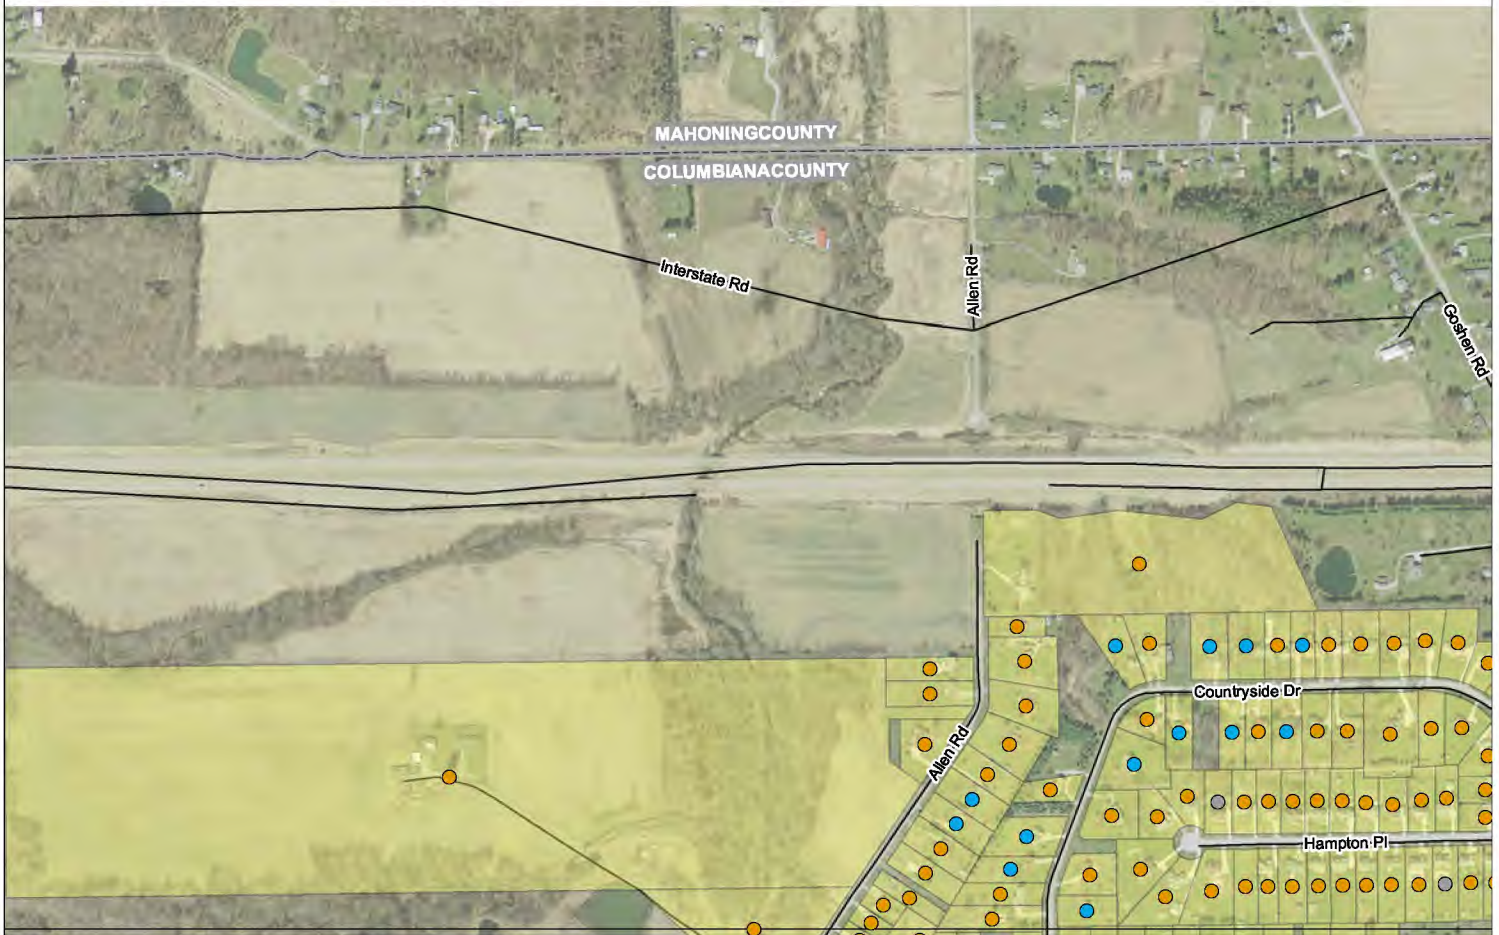 MAHONINGCOUNTY
COLUMBIANACOUNTY
Interstate Rd
Allen Rd
Goshen Rd
Countryside Dr
Allen Rd
Hampton Pl